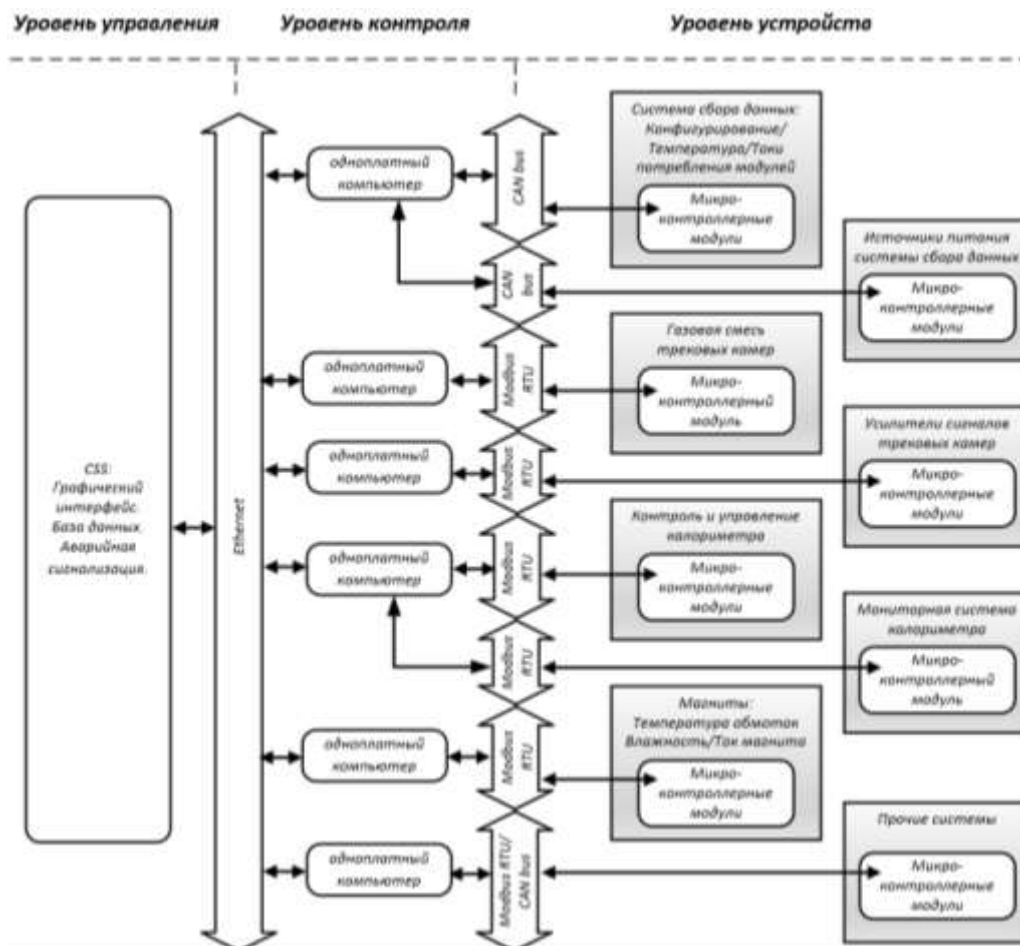 Уровень управления
Уровень контроля
Уровень устройств
CSS:
Графический
интерфейс.
База данных.
Аварийная
сигнализация.
Ethernet
одноплатный
компьютер
одноплатный
компьютер
одноплатный
компьютер
одноплатный
компьютер
одноплатный
компьютер
одноплатный
компьютер
CAN bus
CAN
bus
Modbus
RTU
Modbus
RTU
Modbus
RTU
Modbus
RTU
Modbus
RTU
Modbus RTU/
CAN bus
Система сбора данных:
Конфигурирование/
Температура/Токи
потребления модулей
Микро-
контроллерные
модули
Источники питания
системы сбора данных
Микро-
контроллерные
модули
Газовая смесь
трековых камер
Микро-
контроллерный
модуль
Усилители сигналов
трековых камер
Микро-
контроллерные
модули
Контроль и управление
калориметра
Микро-
контроллерные
модули
Мониторная система
калориметра
Микро-
контроллерный
модуль
Магниты:
Температура обмоток
Влажность/Ток магнита
Микро-
контроллерные
модули
Прочие системы
Микро-
контроллерные
модули